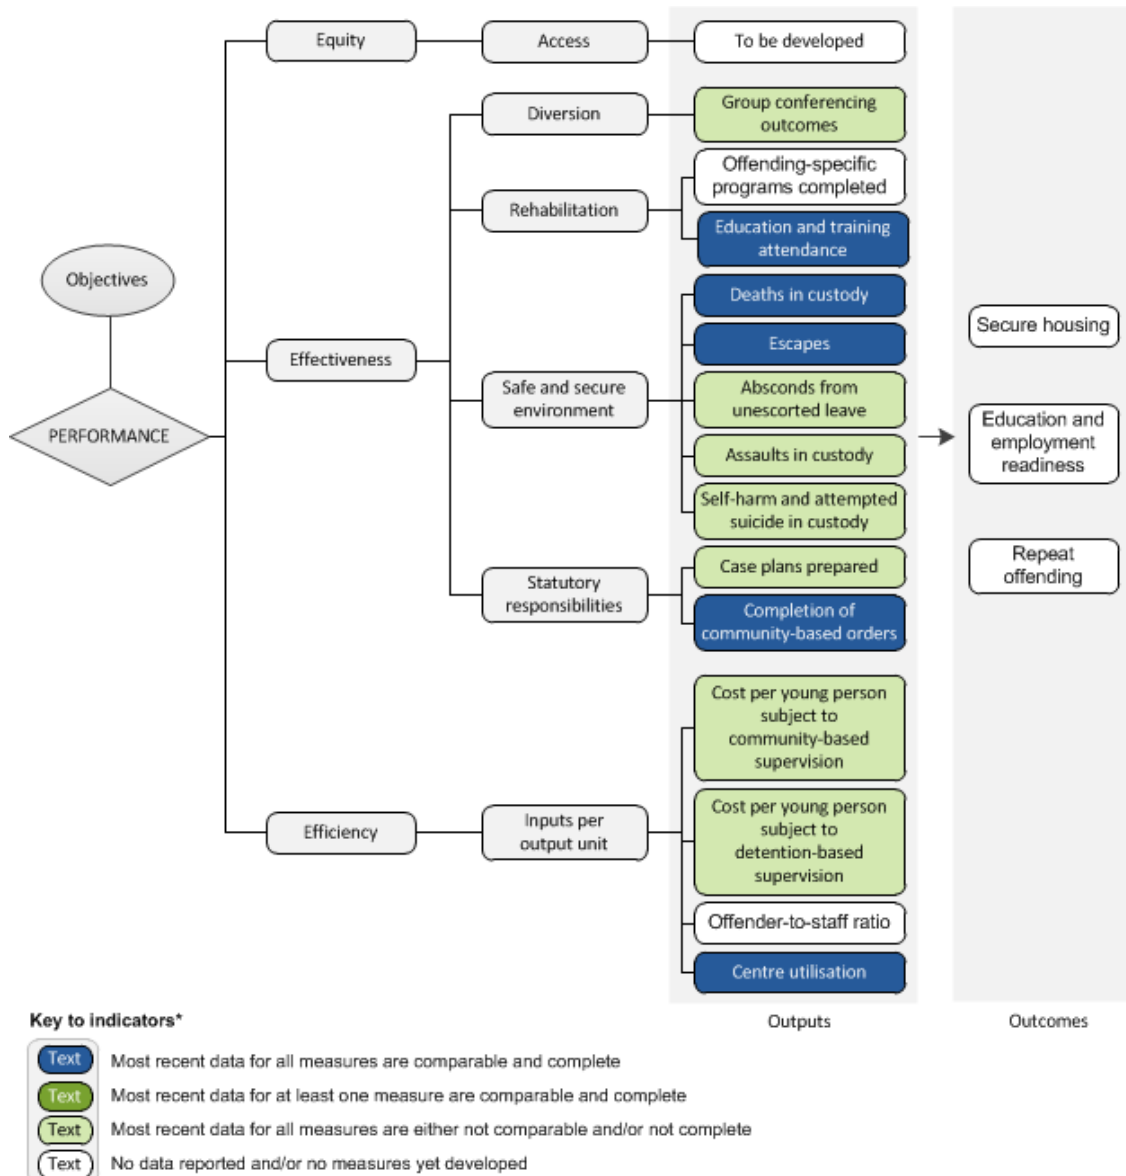 Equity
Access
To be developed
Diversion
Group conferencing
outcomes
Rehabilitation
Offending-specific
programs completed
Education and training
attendance
Objectives
PERFORMANCE
Effectiveness
Safe and secure
environment
Deaths in custody
Escapes
Absconds from
unescorted leave
Assaults in custody
Self-harm and attempted
suicide in custody
Statutory
responsibilities
Case plans prepared
Completion of
community-based orders
Efficiency
Inputs per
output unit
Cost per young person
subject to
community-based
supervision
Cost per young person
subject to
detention-based
supervision
Offender-to-staff ratio
Centre utilisation
Secure housing
Education and
employment
readiness
Repeat
offending
Outputs
Outcomes
Key to indicators*
Text Most recent data for all measures are comparable and complete
Text Most recent data for at least one measure are comparable and complete
Text Most recent data for all measures are either not comparable and/or not complete
Text No data reported and/or no measures yet developed